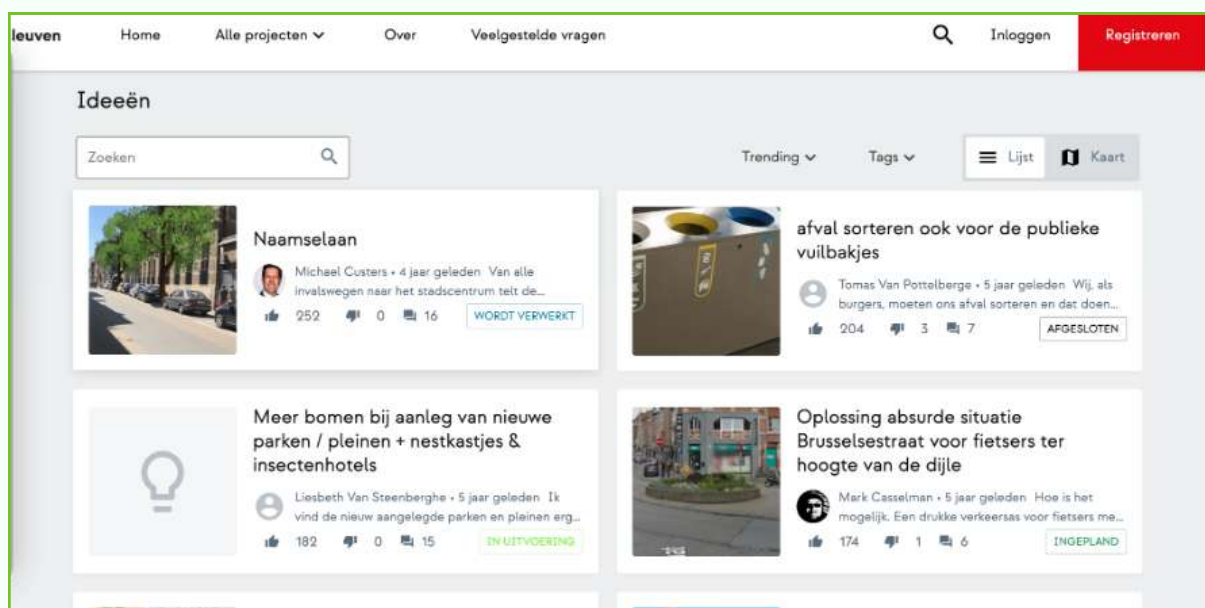 leuven Home Alle projecten Over Veelgestelde vragen Inloggen Registreren
Ideeën
Zoeken Trending Tags Lijst Kaart
Naamselaan
Michael Custers • 4 jaar geleden Van alle
invalswegen naar het stadscentrum telt de...
252 0 16 WORDT VERWERKT
afval sorteren ook voor de publieke
vuilbakjes
Tomas Van Pottelberge • 5 jaar geleden Wij, als
burgers, moeten ons afval sorteren en dat doen...
204 3 7 AFGESLOTEN
Meer bomen bij aanleg van nieuwe
parken / pleinen + nestkastjes &
insectenhotels
Liesbeth Van Steenberghe • 5 jaar geleden Ik
vind de nieuw aangelegde parken en pleinen erg...
182 0 15 IN UITVOERING
Oplossing absurde situatie
Brusselsestraat voor fietsers ter
hoogte van de dijle
Mark Casselman • 5 jaar geleden Hoe is het
mogelijk. Een drukke verkeersas voor fietsers me...
174 1 6 INGEPLAND